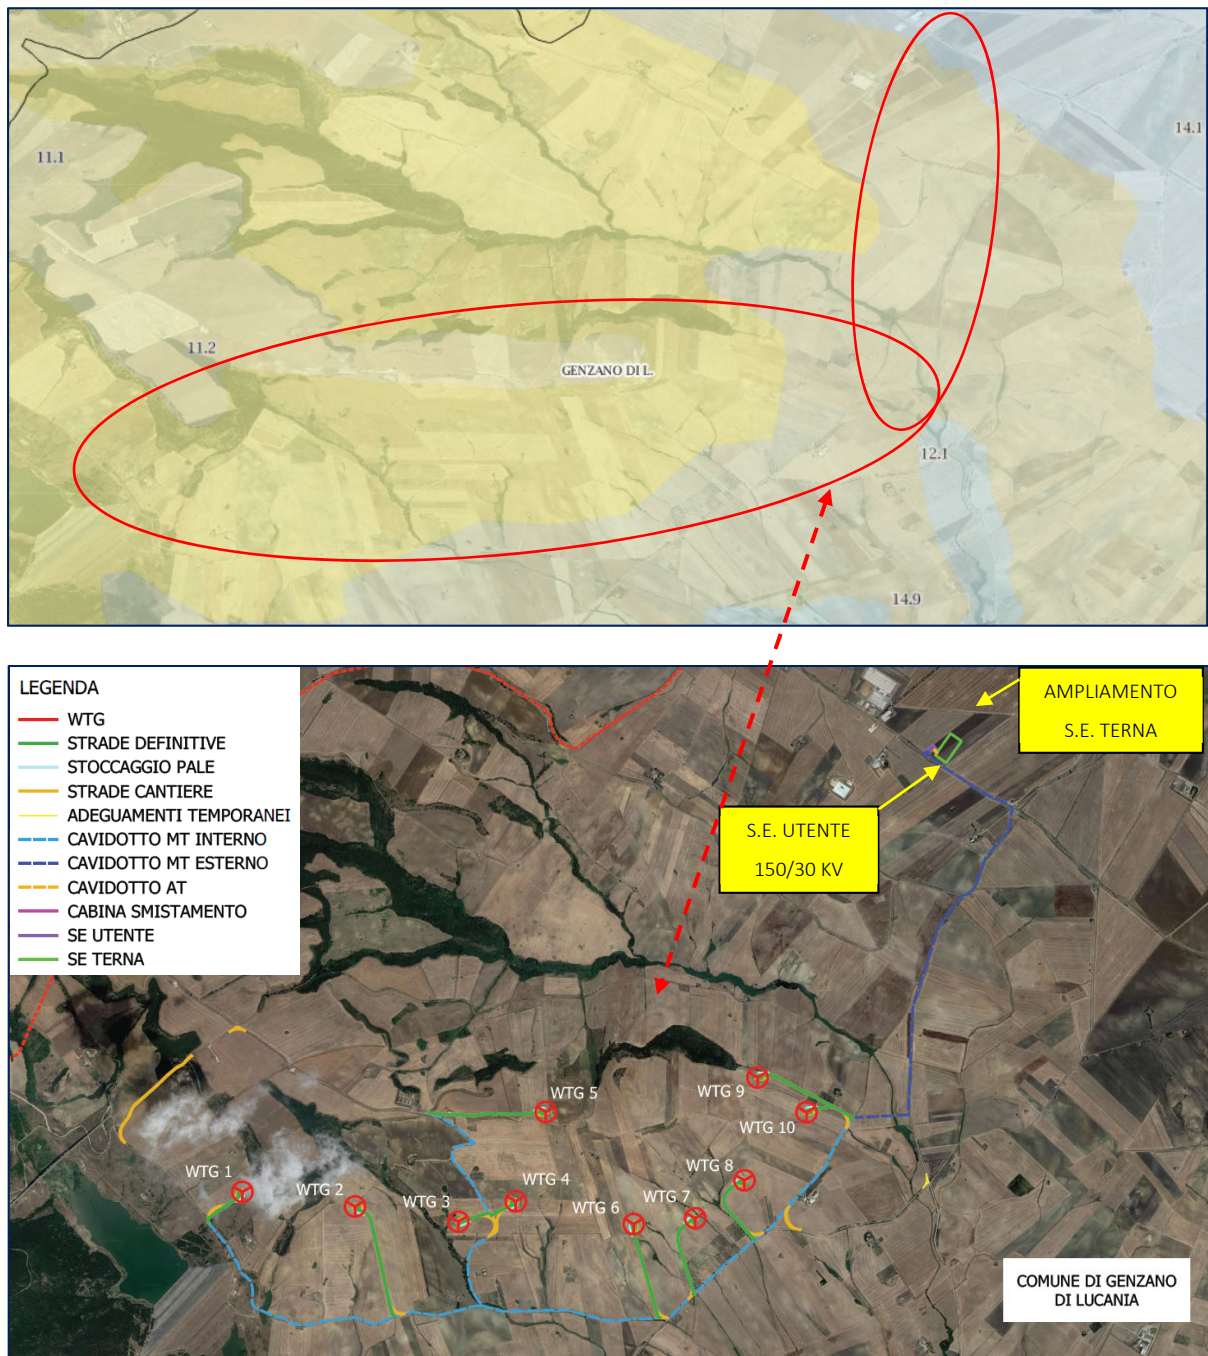 14.1
11.1
11.2
GENZANO DI L.
12.1
14.9
LEGENDA
WTG
STRADE DEFINITIVE
STOCCAGGIO PALE
STRADE CANTIERE
ADEGUAMENTI TEMPORANEI
CAVIDOTTO MT INTERNO
CAVIDOTTO MT ESTERNO
CAVIDOTTO AT
CABINA SMISTAMENTO
SE UTENTE
SE TERNA
AMPLIAMENTO
S.E. TERNA
S.E. UTENTE
150/30 KV
WTG 9
WTG 5
WTG 10
WTG 1
WTG 2
WTG 3
WTG 4
WTG 6
WTG 7
WTG 8
COMUNE DI GENZANO
DI LUCANIA